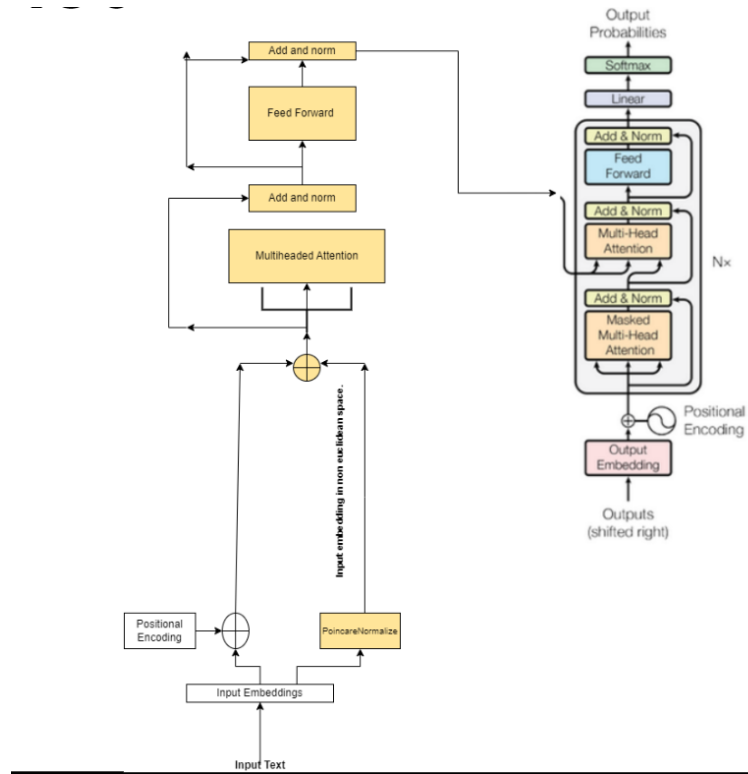 Add and norm
Feed Forward
Add and norm
Multiheaded Attention
Input embedding in non euclidean space.
Positional
Encoding
PoincareNormalize
Input Embeddings
Input Text
Output
Probabilities
Softmax
Linear
Add & Norm
Feed
Forward
Add & Norm
Multi-Head
Attention
Nx
Add & Norm
Masked
Multi-Head
Attention
Positional
Encoding
Output
Embedding
Outputs
(shifted right)